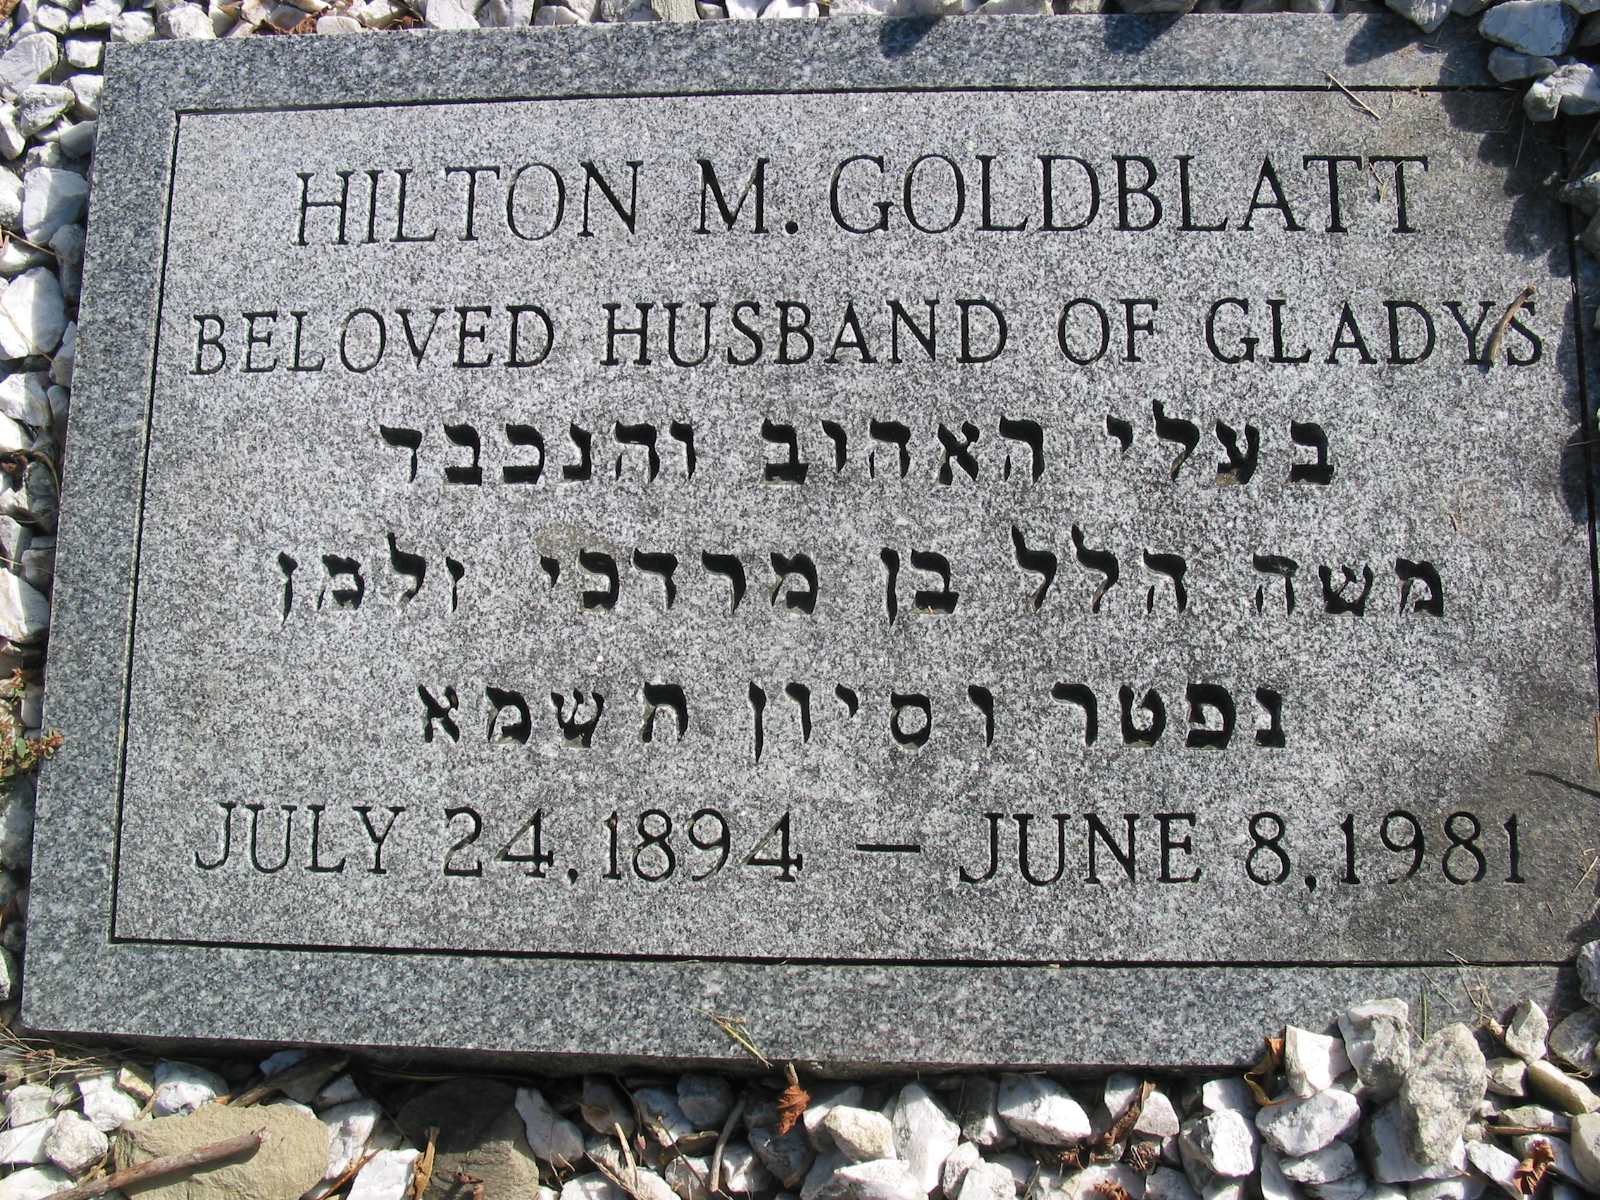 HILTON M. GOLDBLATT
BELOVED HUSBAND OF GLADYS
בעלי האהוב והנכבד
משה הלל בן מרדכי זלמן
נפטר ו סיון ת שמא
JULY 24, 1894 — JUNE 8, 1981